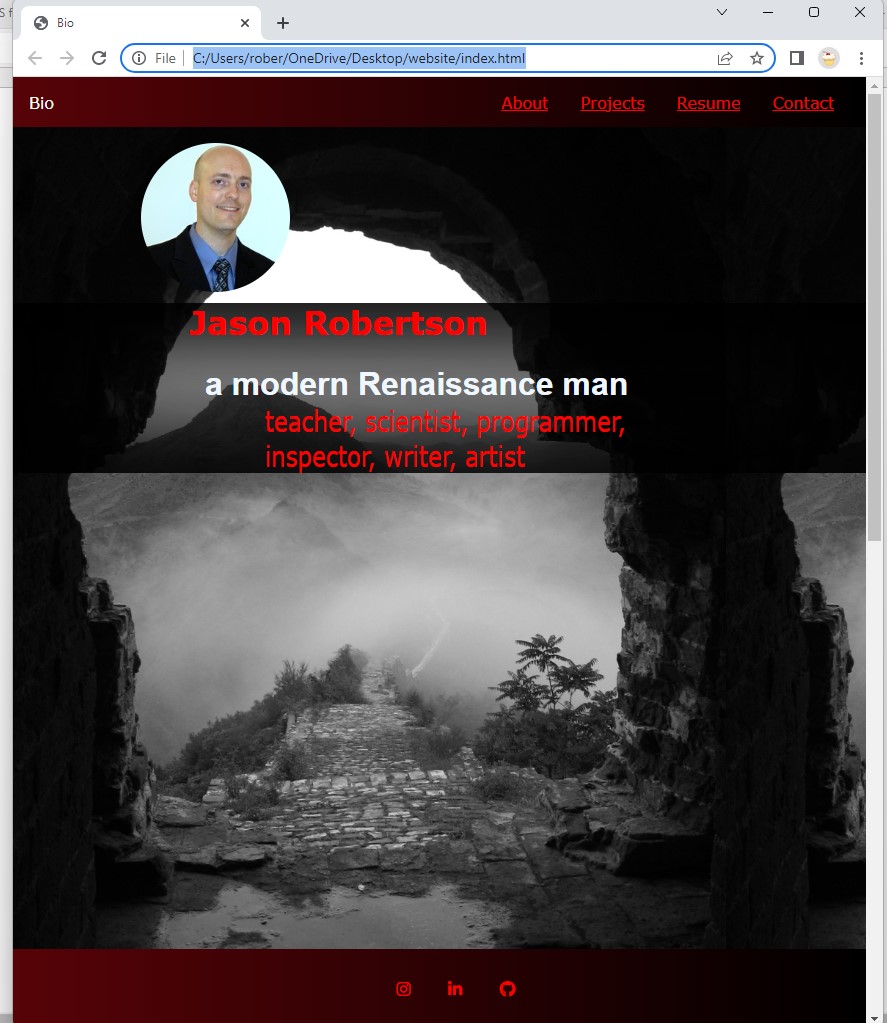 S f
Bio
File
C:/Users/rober/OneDrive/Desktop/website/index.html
Bio
About Projects Resume Contact
Jason Robertson
a modern Renaissance man
teacher, scientist, programmer,
inspector, writer, artist
in